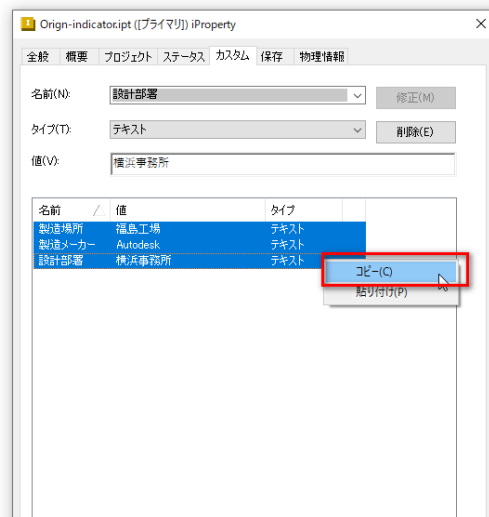 Orign-indicator.ipt ([プライマリ]) iProperty
全般 概要 プロジェクト ステータス カスタム 保存 物理情報
名前(N): 設計部署 修正(M)
タイプ(T): テキスト 削除(E)
値(V): 横浜事務所
名前 値 タイプ
製造場所 福島工場 テキスト
製造メーカー Autodesk テキスト
設計部署 横浜事務所 テキスト
コピー(C)
貼り付け(P)